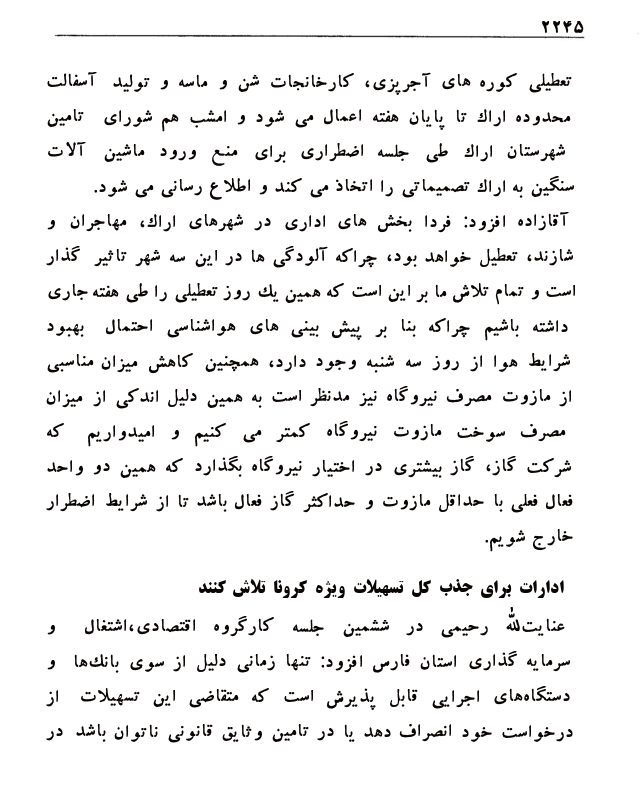 ۲۲۴۵
تعطیلی کوره های آجرپزی، کارخانجات شن و ماسه و تولید آسفالت
محدوده اراك تا پایان هفته اعمال می شود و امشب هم شورای تامین
شهرستان اراك طی جلسه اضطراری برای منع ورود ماشین آلات
سنگین به اراك تصمیماتی را اتخاذ می کند و اطلاع رسانی می شود.
آقازاده افزود: فردا بخش های اداری در شهرهای اراك، مهاجران و
شازند، تعطیل خواهد بود، چراکه آلودگی ها در این سه شهر تاثیر گذار
است و تمام تلاش ما بر این است که همین یك روز تعطیلی را طی هفته جاری
داشته باشیم چراکه بنا بر پیش بینی های هواشناسی احتمال بهبود
شرایط هوا از روز سه شنبه وجود دارد، همچنین کاهش میزان مناسبی
از مازوت مصرف نیروگاه نیز مدنظر است به همین دلیل اندکی از میزان
مصرف سوخت مازوت نیروگاه کمتر می کنیم و امیدواریم که
شرکت گاز، گاز بیشتری در اختیار نیروگاه بگذارد که همین دو واحد
فعال فعلی با حداقل مازوت و حداکثر گاز فعال باشد تا از شرایط اضطرار
خارج شویم.
ادارات برای جذب کل تسهیلات ویژه کرونا تلاش کنند
عنایت‌الله رحیمی در ششمین جلسه کارگروه اقتصادی،اشتغال و
سرمایه گذاری استان فارس افزود: تنها زمانی دلیل از سوی بانك‌ها و
دستگاه‌های اجرایی قابل پذیرش است که متقاضی این تسهیلات از
درخواست خود انصراف دهد یا در تامین وثایق قانونی ناتوان باشد در